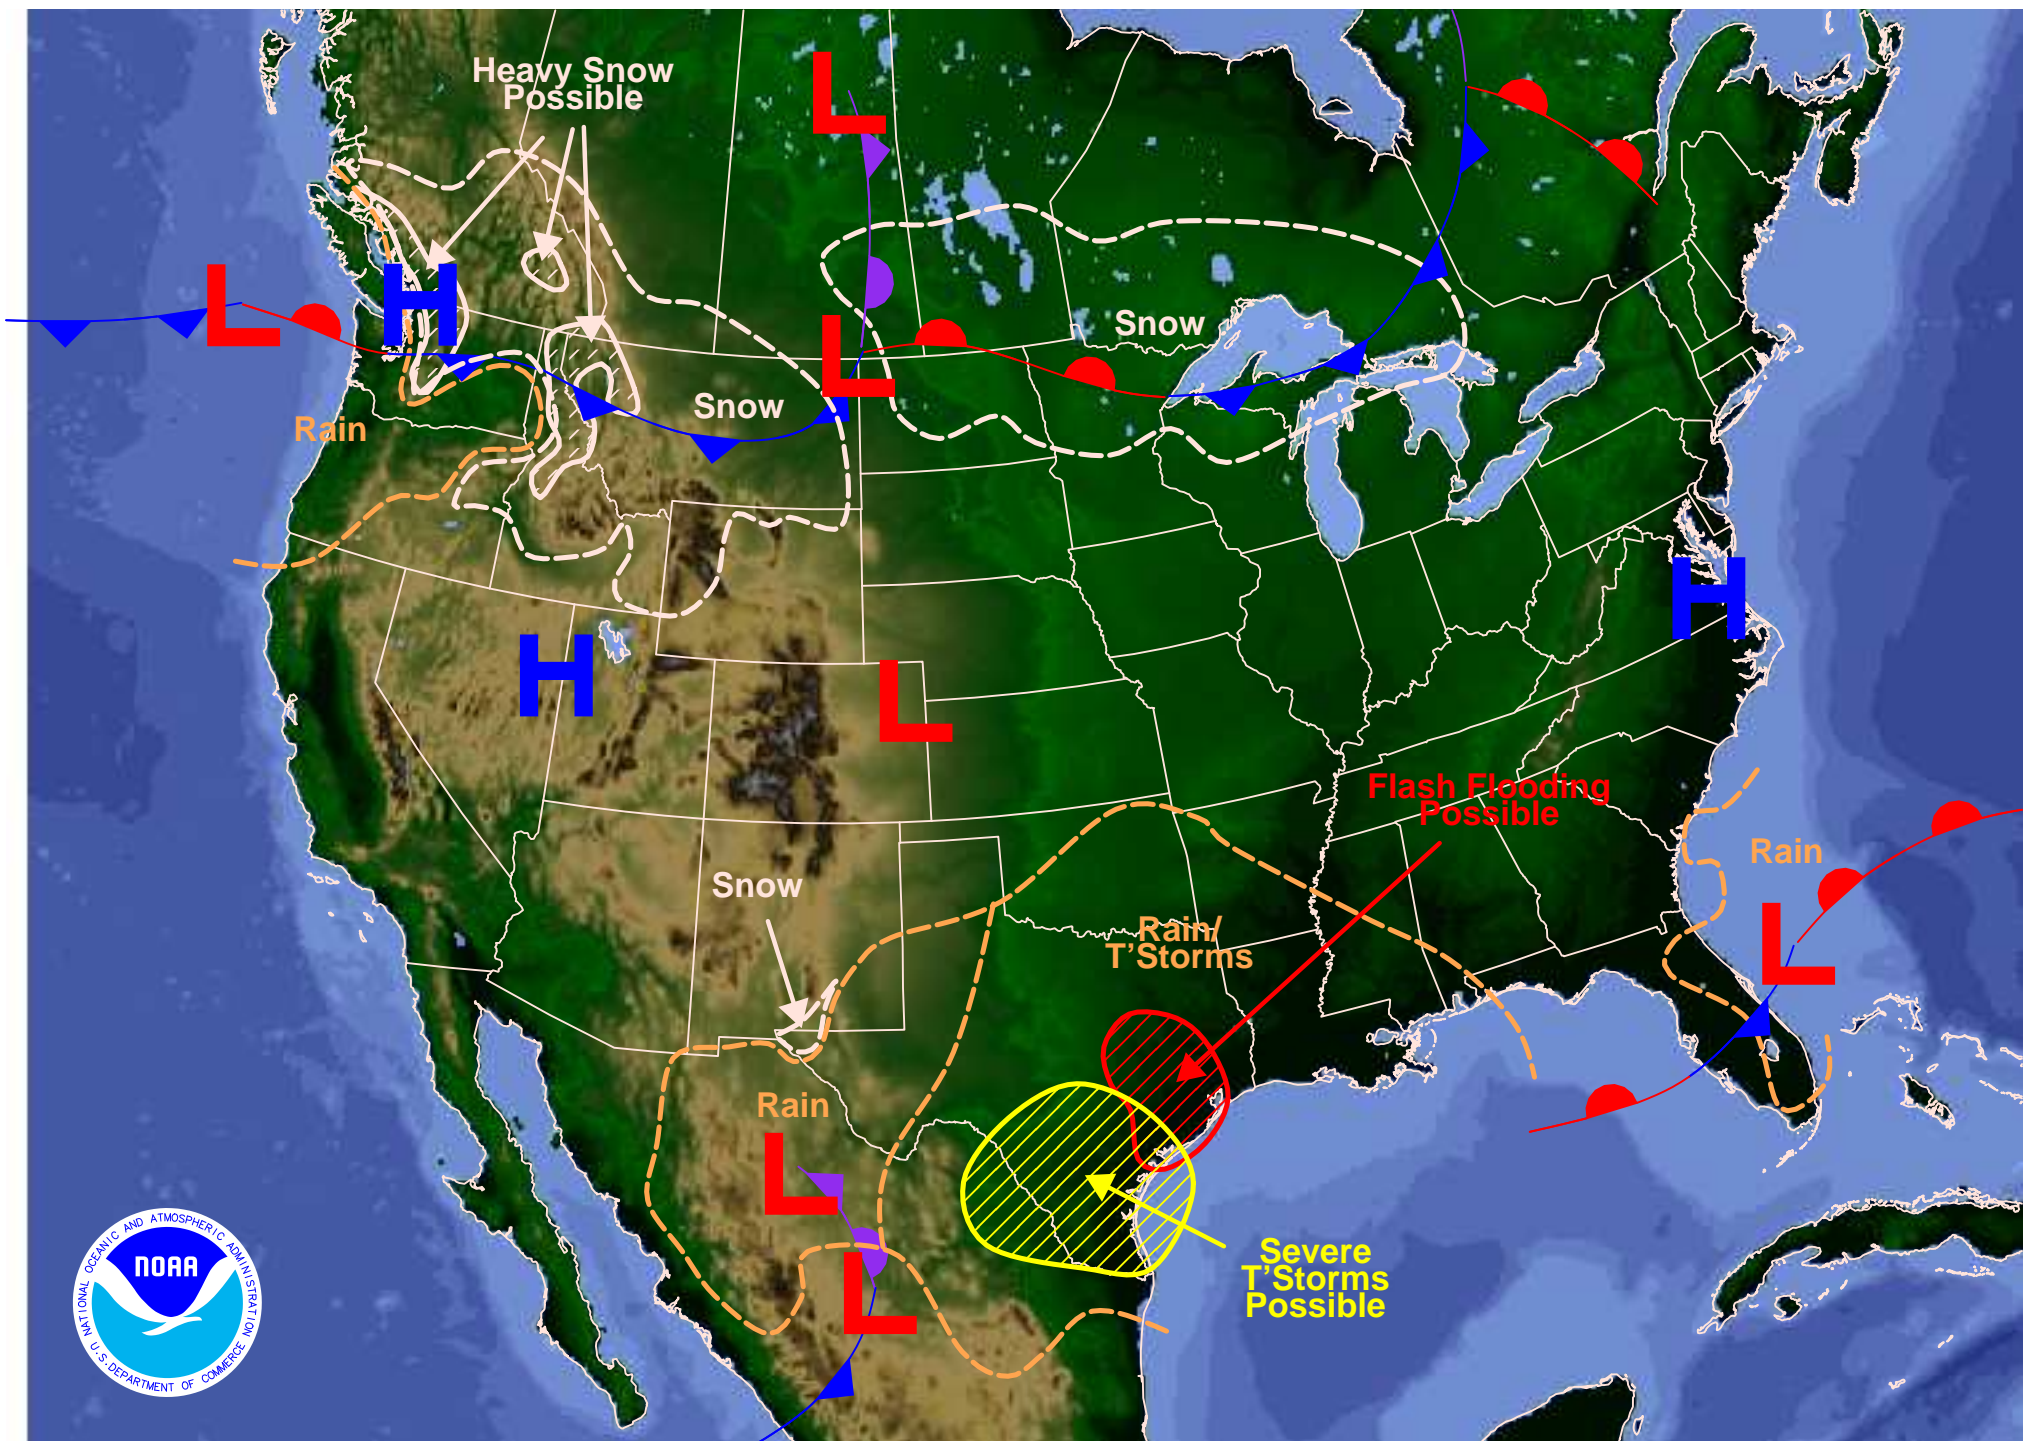 Heavy Snow
Possible
L
L
H
L
Snow
Snow
Rain
H
H
L
Flash Flooding
Possible
Rain
Snow
Rain/
T'Storms
L
Rain
L
Severe
T'Storms
Possible
L
NATIONAL OCEANIC AND ATMOSPHERIC ADMINISTRATION
NOAA
U.S. DEPARTMENT OF COMMERCE